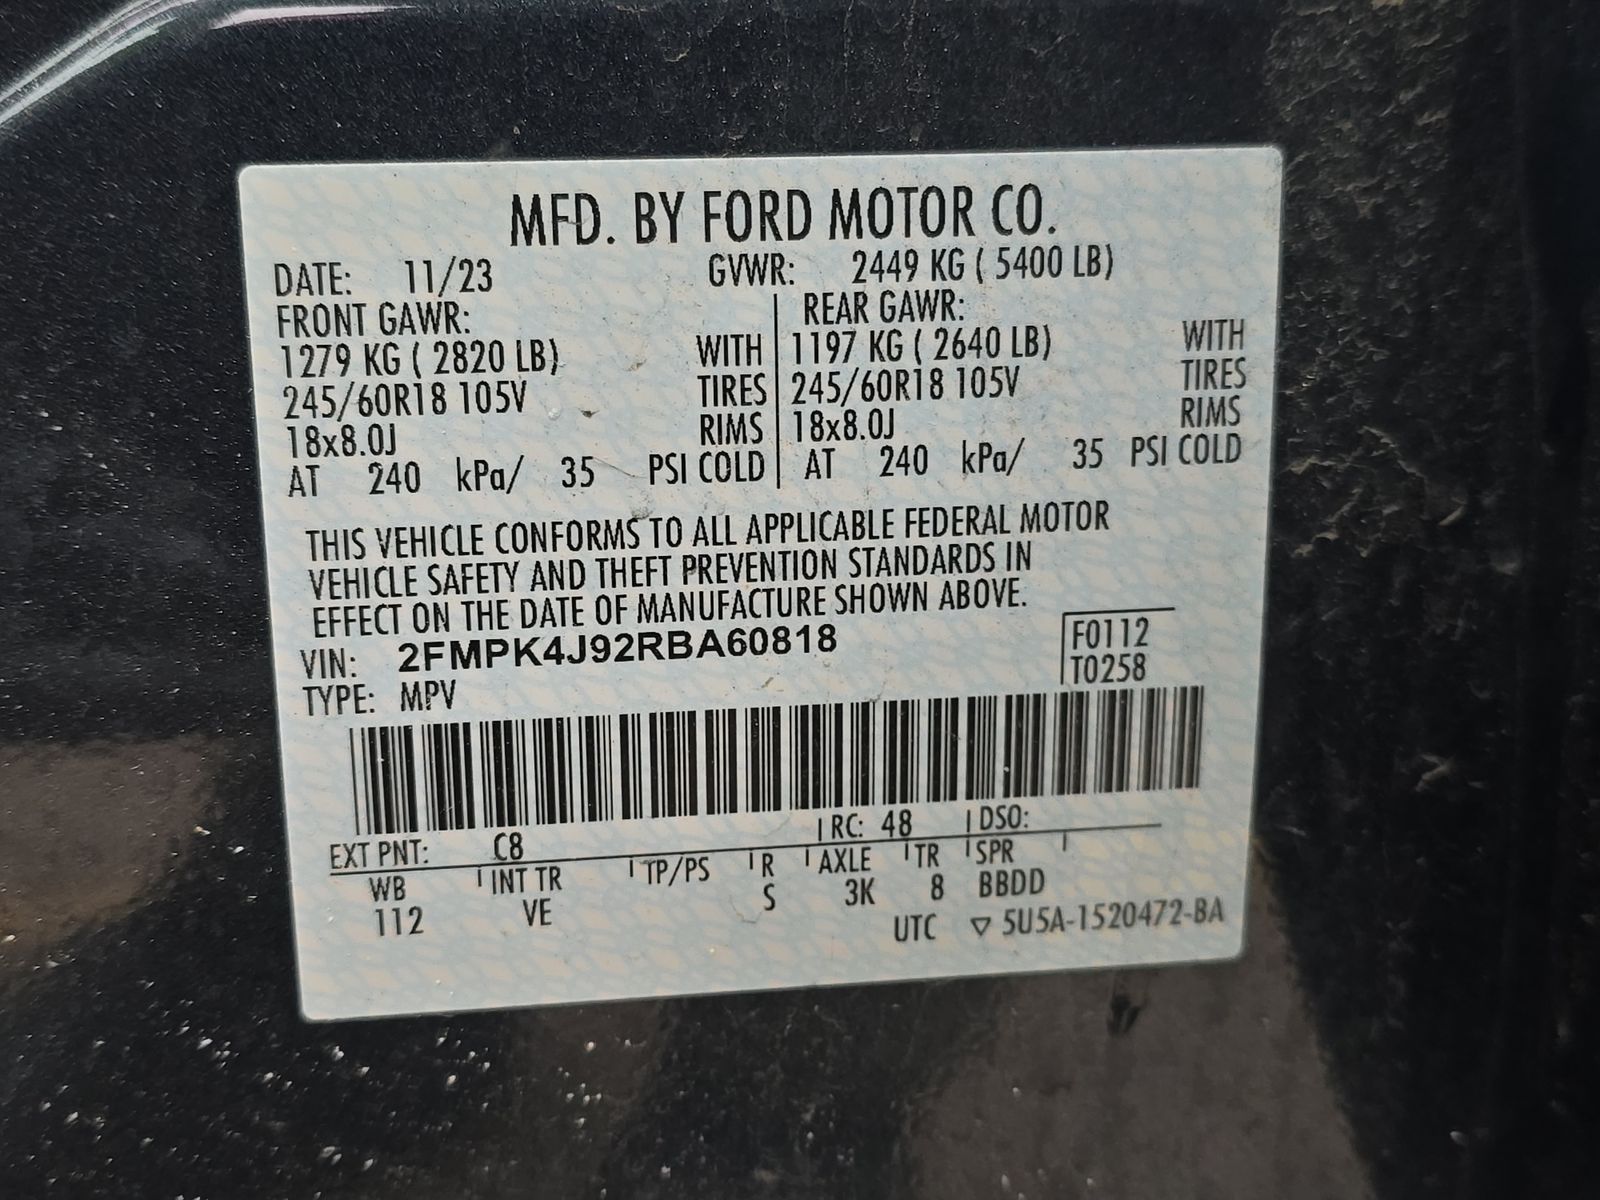 MFD. BY FORD MOTOR CO.
DATE: 11/23 GVWR: 2449 KG ( 5400 LB)
FRONT GAWR: REAR GAWR:
1279 KG ( 2820 LB) WITH 1197 KG ( 2640 LB) WITH
245/60R18 105V TIRES 245/60R18 105V TIRES
18x8.0J RIMS 18x8.0J RIMS
AT 240 kPa/ 35 PSI COLD AT 240 kPa/ 35 PSI COLD
THIS VEHICLE CONFORMS TO ALL APPLICABLE FEDERAL MOTOR
VEHICLE SAFETY AND THEFT PREVENTION STANDARDS IN
EFFECT ON THE DATE OF MANUFACTURE SHOWN ABOVE.
VIN: 2FMPK4J92RBA60818 F0112
TYPE: MPV T0258
EXT PNT: C8 RC: 48 DSO:
WB INT TR TP/PS R AXLE TR SPR
112 VE S 3K 8 BBDD
UTC ▽ 5U5A-1520472-BA